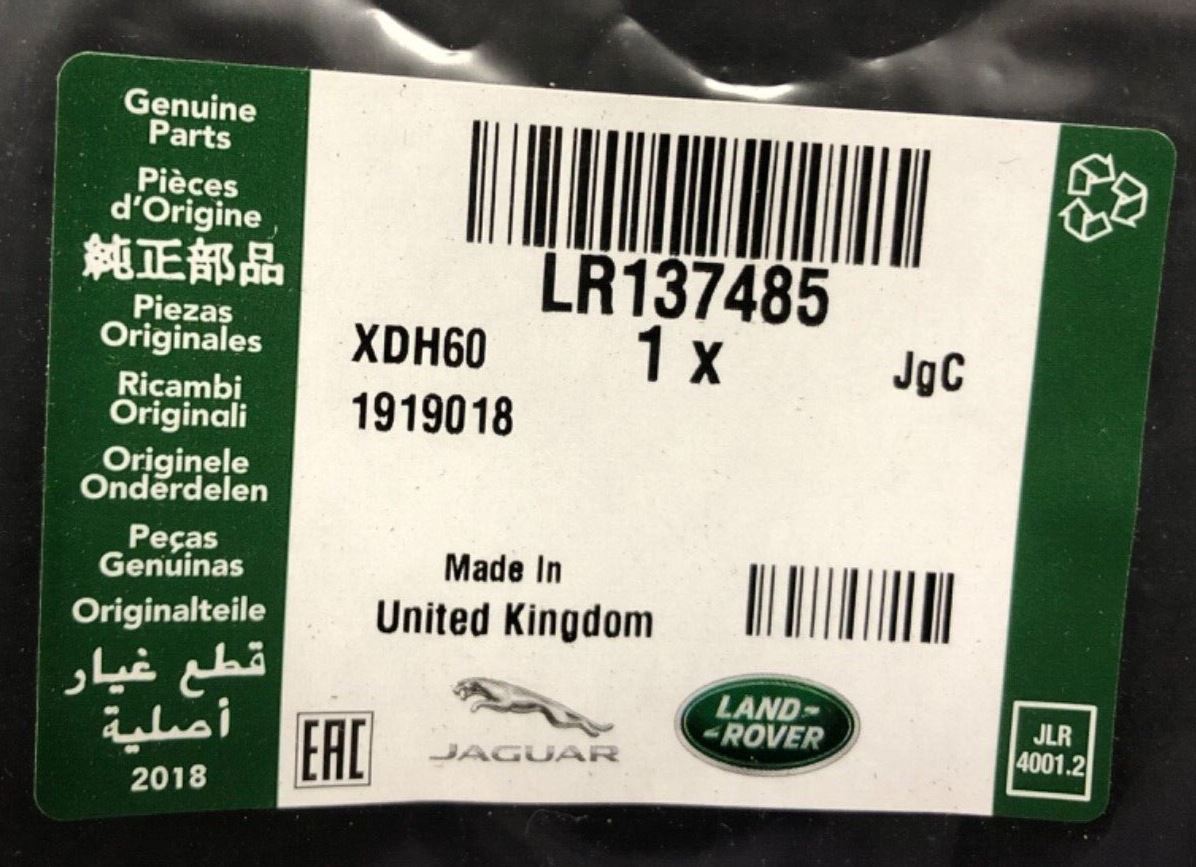 Genuine
Parts
Pièces
d'Origine
純正部品
Piezas
Originales
Ricambi
Originali
Originele
Onderdelen
Peças
Genuinas
Originalteile
قطع غيار
أصلية
2018
LR137485
XDH60
1 x
JgC
1919018
Made In
United Kingdom
EAC
JAGUAR
LAND-
-ROVER
JLR
4001.2